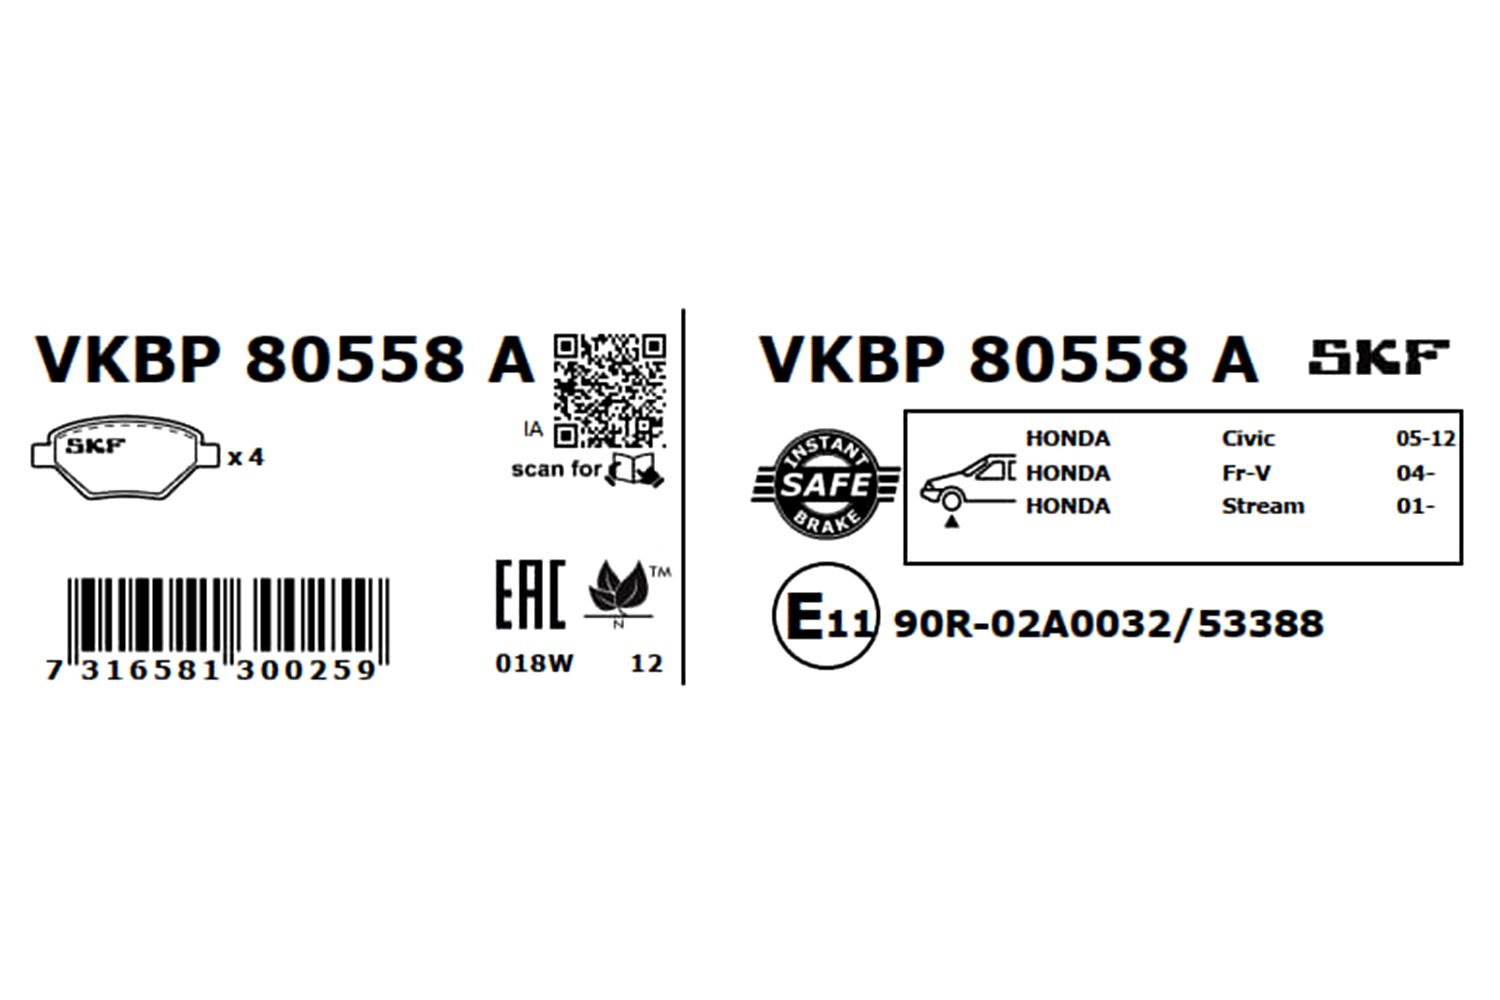 VKBP 80558 A
IA
scan for
SKF
x 4
EAC
TM
N
7 316581 300259
018W 12
VKBP 80558 A SKF
INSTANT
SAFE
BRAKE
HONDA Civic 05-12
HONDA Fr-V 04-
HONDA Stream 01-
E11 90R-02A0032/53388